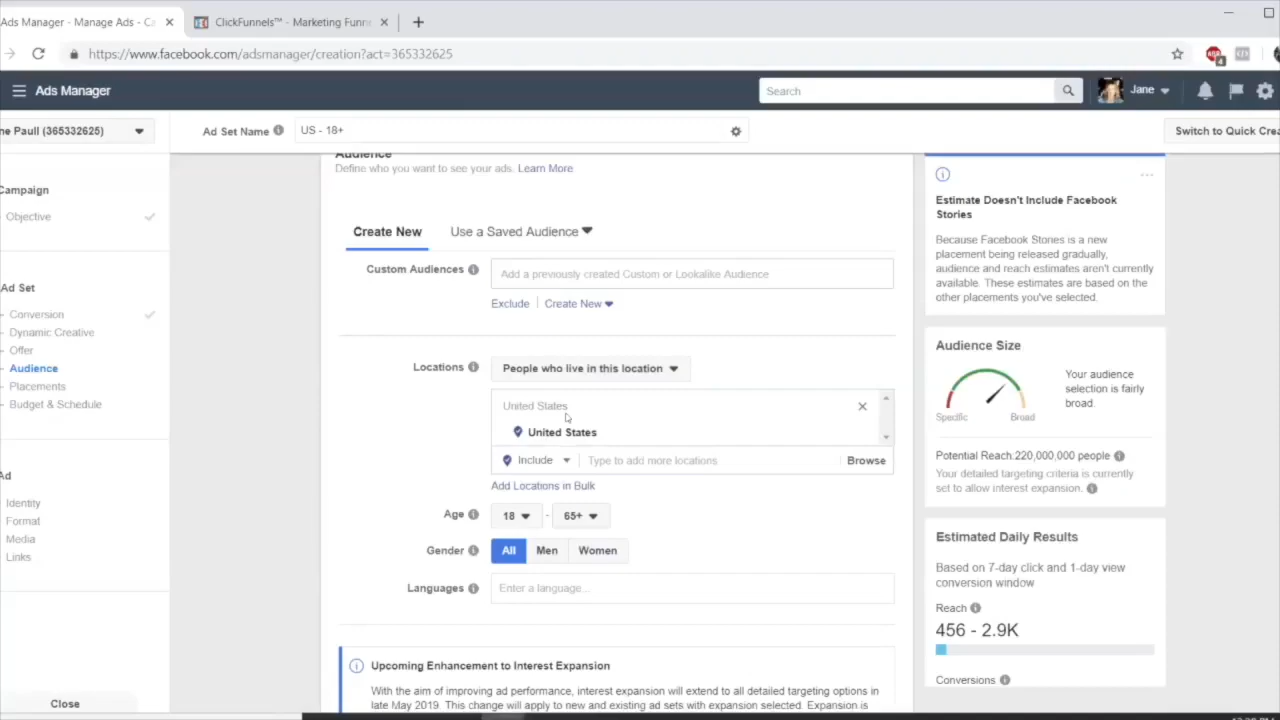 Ads Manager - Manage Ads - Ca
ClickFunnels™ - Marketing Funne
https://www.facebook.com/adsmanager/creation?act=365332625
Ads Manager
Search
Jane
ne Paull (365332625)
Ad Set Name
US - 18+
Switch to Quick Crea
Audience
Define who you want to see your ads. Learn More
Campaign
Objective
Ad Set
Conversion
Dynamic Creative
Offer
Audience
Placements
Budget & Schedule
Ad
Identity
Format
Media
Links
Close
Create New
Use a Saved Audience
Custom Audiences
Add a previously created Custom or Lookalike Audience
Exclude
Create New
Locations
People who live in this location
United States
United States
Include
Type to add more locations
Browse
Add Locations in Bulk
Age
18 - 65+
Gender
All Men Women
Languages
Enter a language...
Upcoming Enhancement to Interest Expansion
With the aim of improving ad performance, interest expansion will extend to all detailed targeting options in
late May 2019. This change will apply to new and existing ad sets with expansion selected. Expansion is
Estimate Doesn't Include Facebook
Stories
Because Facebook Stories is a new
placement being released gradually,
audience and reach estimates aren't currently
available. These estimates are based on the
other placements you've selected.
Audience Size
Your audience
selection is fairly
broad.
Specific
Broad
Potential Reach:220,000,000 people
Your detailed targeting criteria is currently
set to allow interest expansion.
Estimated Daily Results
Based on 7-day click and 1-day view
conversion window
Reach
456 - 2.9K
Conversions